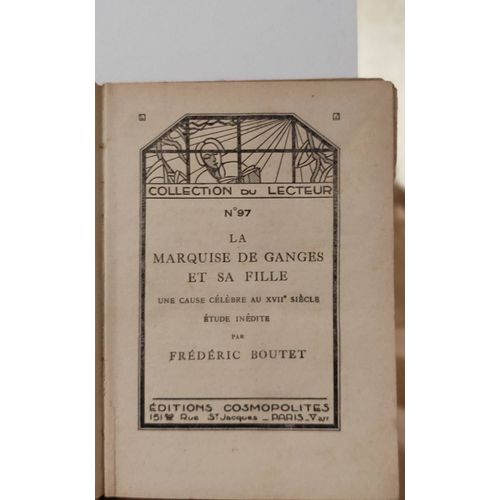 COLLECTION DU LECTEUR
N° 97
LA
MARQUISE DE GANGES
ET SA FILLE
UNE CAUSE CÉLÈBRE AU XVIIᵉ SIÈCLE
ÉTUDE INÉDITE
PAR
FRÉDÉRIC BOUTET
ÉDITIONS COSMOPOLITES
Rue St Jacques _ PARIS _ V